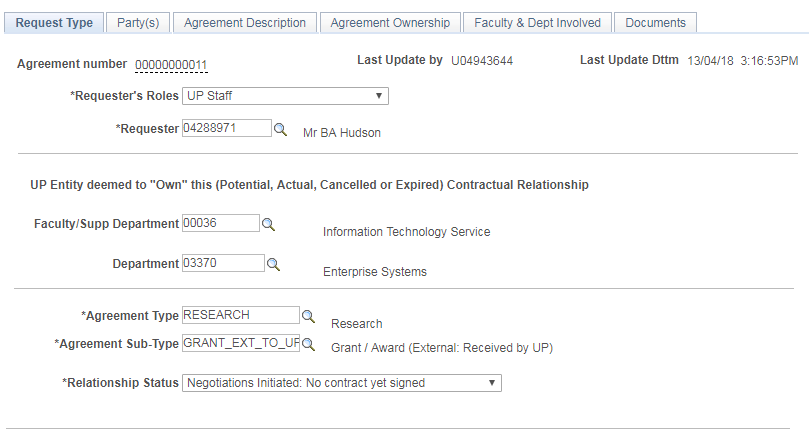 Request Type Party(s) Agreement Description Agreement Ownership Faculty & Dept Involved Documents
Agreement number 00000000011 Last Update by U04943644 Last Update Dttm 13/04/18 3:16:53PM
*Requester's Roles UP Staff
*Requester 04288971 Mr BA Hudson
UP Entity deemed to "Own" this (Potential, Actual, Cancelled or Expired) Contractual Relationship
Faculty/Supp Department 00036 Information Technology Service
Department 03370 Enterprise Systems
*Agreement Type RESEARCH Research
*Agreement Sub-Type GRANT_EXT_TO_UP Grant / Award (External: Received by UP)
*Relationship Status Negotiations Initiated: No contract yet signed